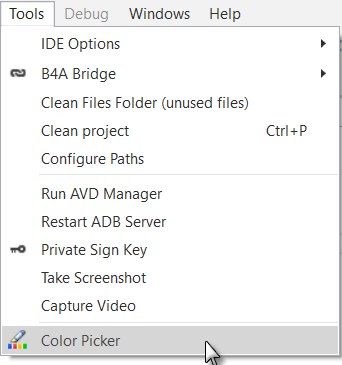 Tools Debug Windows Help
IDE Options
B4A Bridge
Clean Files Folder (unused files)
Clean project Ctrl+P
Configure Paths
Run AVD Manager
Restart ADB Server
Private Sign Key
Take Screenshot
Capture Video
Color Picker